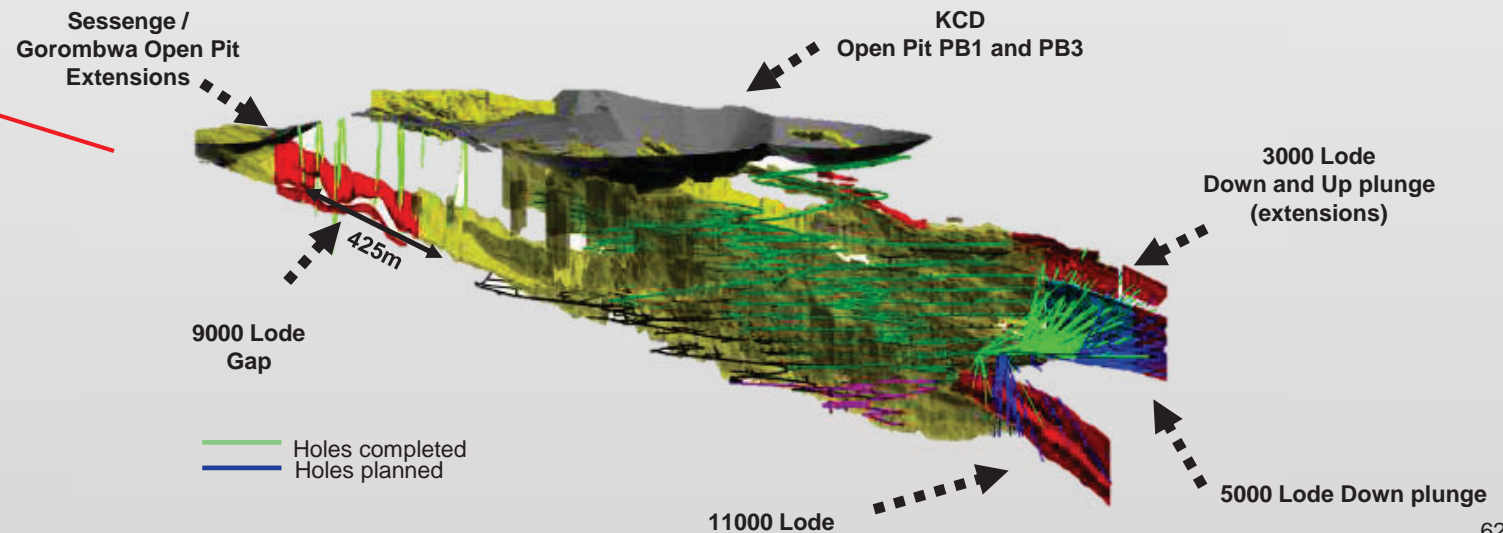 Sessenge /
Gorombwa Open Pit
Extensions
KCD
Open Pit PB1 and PB3
3000 Lode
Down and Up plunge
(extensions)
425m
9000 Lode
Gap
Holes completed
Holes planned
5000 Lode Down plunge
11000 Lode
62